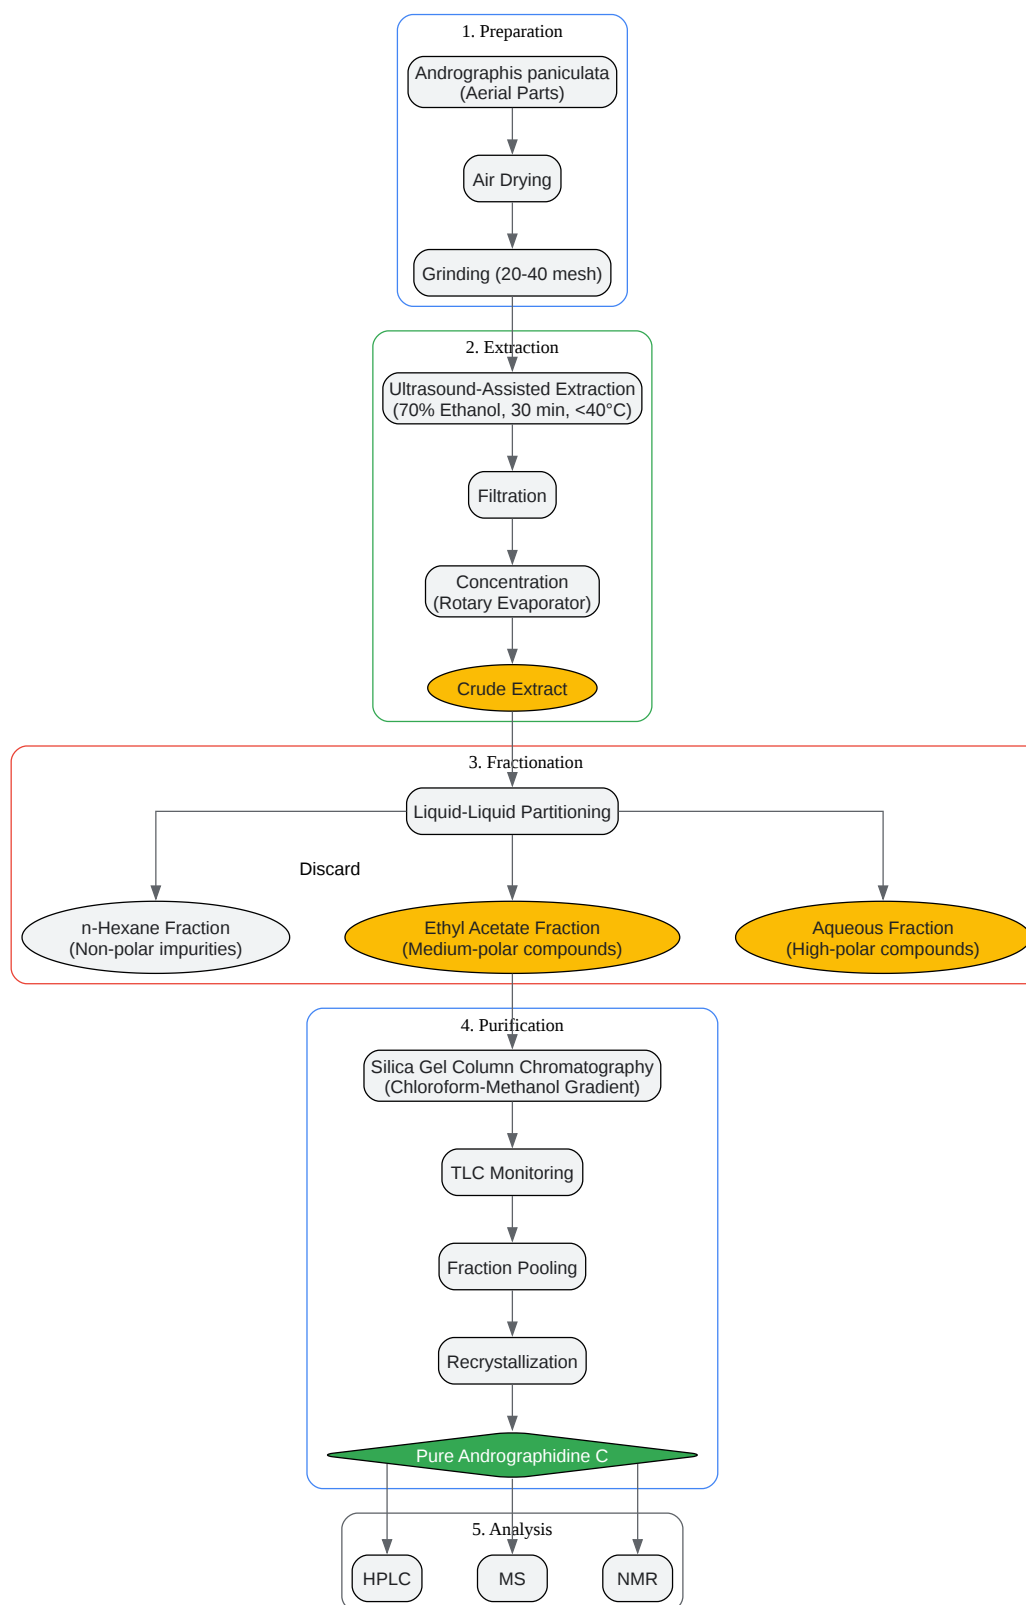 1. Preparation
Andrographis paniculata
(Aerial Parts)
Air Drying
Grinding (20-40 mesh)
2. Extraction
Ultrasound-Assisted Extraction
(70% Ethanol, 30 min, <40°C)
Filtration
Concentration
(Rotary Evaporator)
Crude Extract
3. Fractionation
Liquid-Liquid Partitioning
Discard
n-Hexane Fraction
(Non-polar impurities)
Ethyl Acetate Fraction
(Medium-polar compounds)
Aqueous Fraction
(High-polar compounds)
4. Purification
Silica Gel Column Chromatography
(Chloroform-Methanol Gradient)
TLC Monitoring
Fraction Pooling
Recrystallization
Pure Andrographidine C
5. Analysis
HPLC
MS
NMR